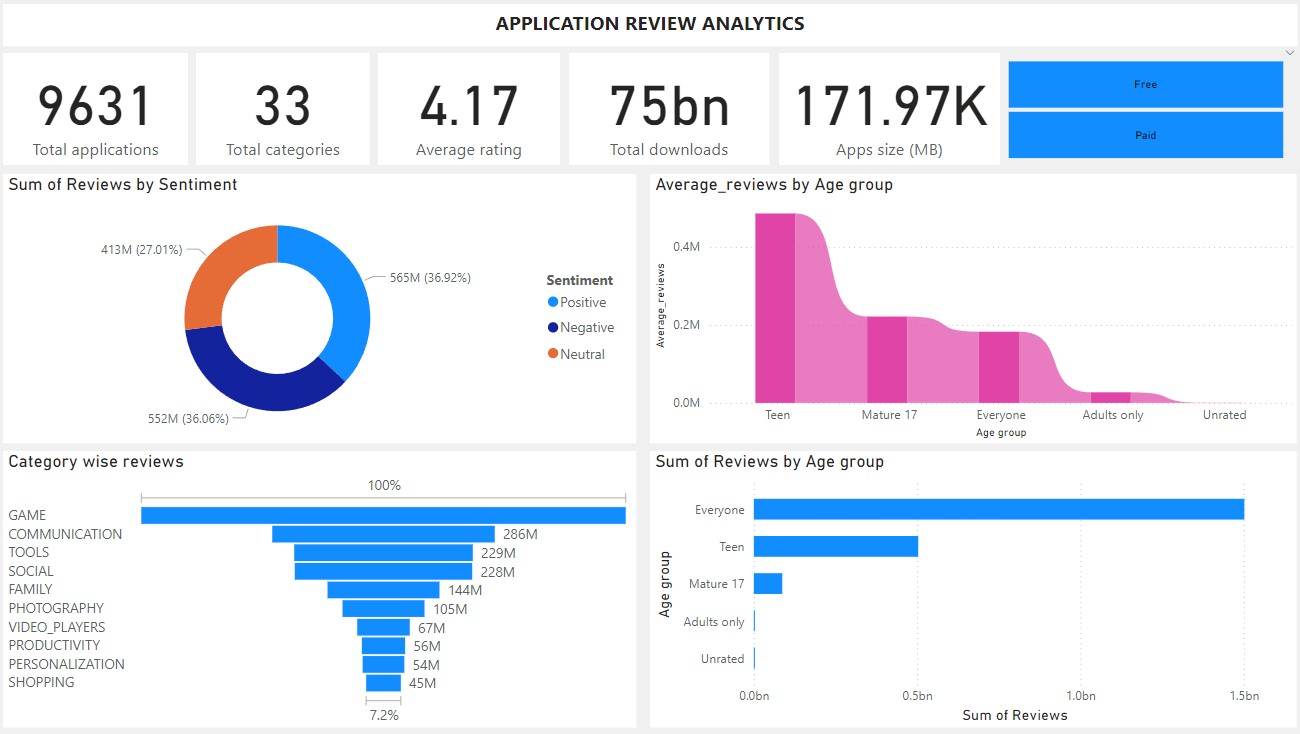 APPLICATION REVIEW ANALYTICS
9631
Total applications
33
Total categories
4.17
Average rating
75bn
Total downloads
171.97K
Apps size (MB)
Free
Paid
Sum of Reviews by Sentiment
413M (27.01%)
565M (36.92%)
552M (36.06%)
Sentiment
Positive
Negative
Neutral
Average_reviews by Age group
Average_reviews
0.4M
0.2M
0.0M
Teen
Mature 17
Everyone
Adults only
Unrated
Age group
Category wise reviews
100%
GAME
COMMUNICATION 286M
TOOLS 229M
SOCIAL 228M
FAMILY 144M
PHOTOGRAPHY 105M
VIDEO_PLAYERS 67M
PRODUCTIVITY 56M
PERSONALIZATION 54M
SHOPPING 45M
7.2%
Sum of Reviews by Age group
Age group
Everyone
Teen
Mature 17
Adults only
Unrated
0.0bn
0.5bn
1.0bn
1.5bn
Sum of Reviews